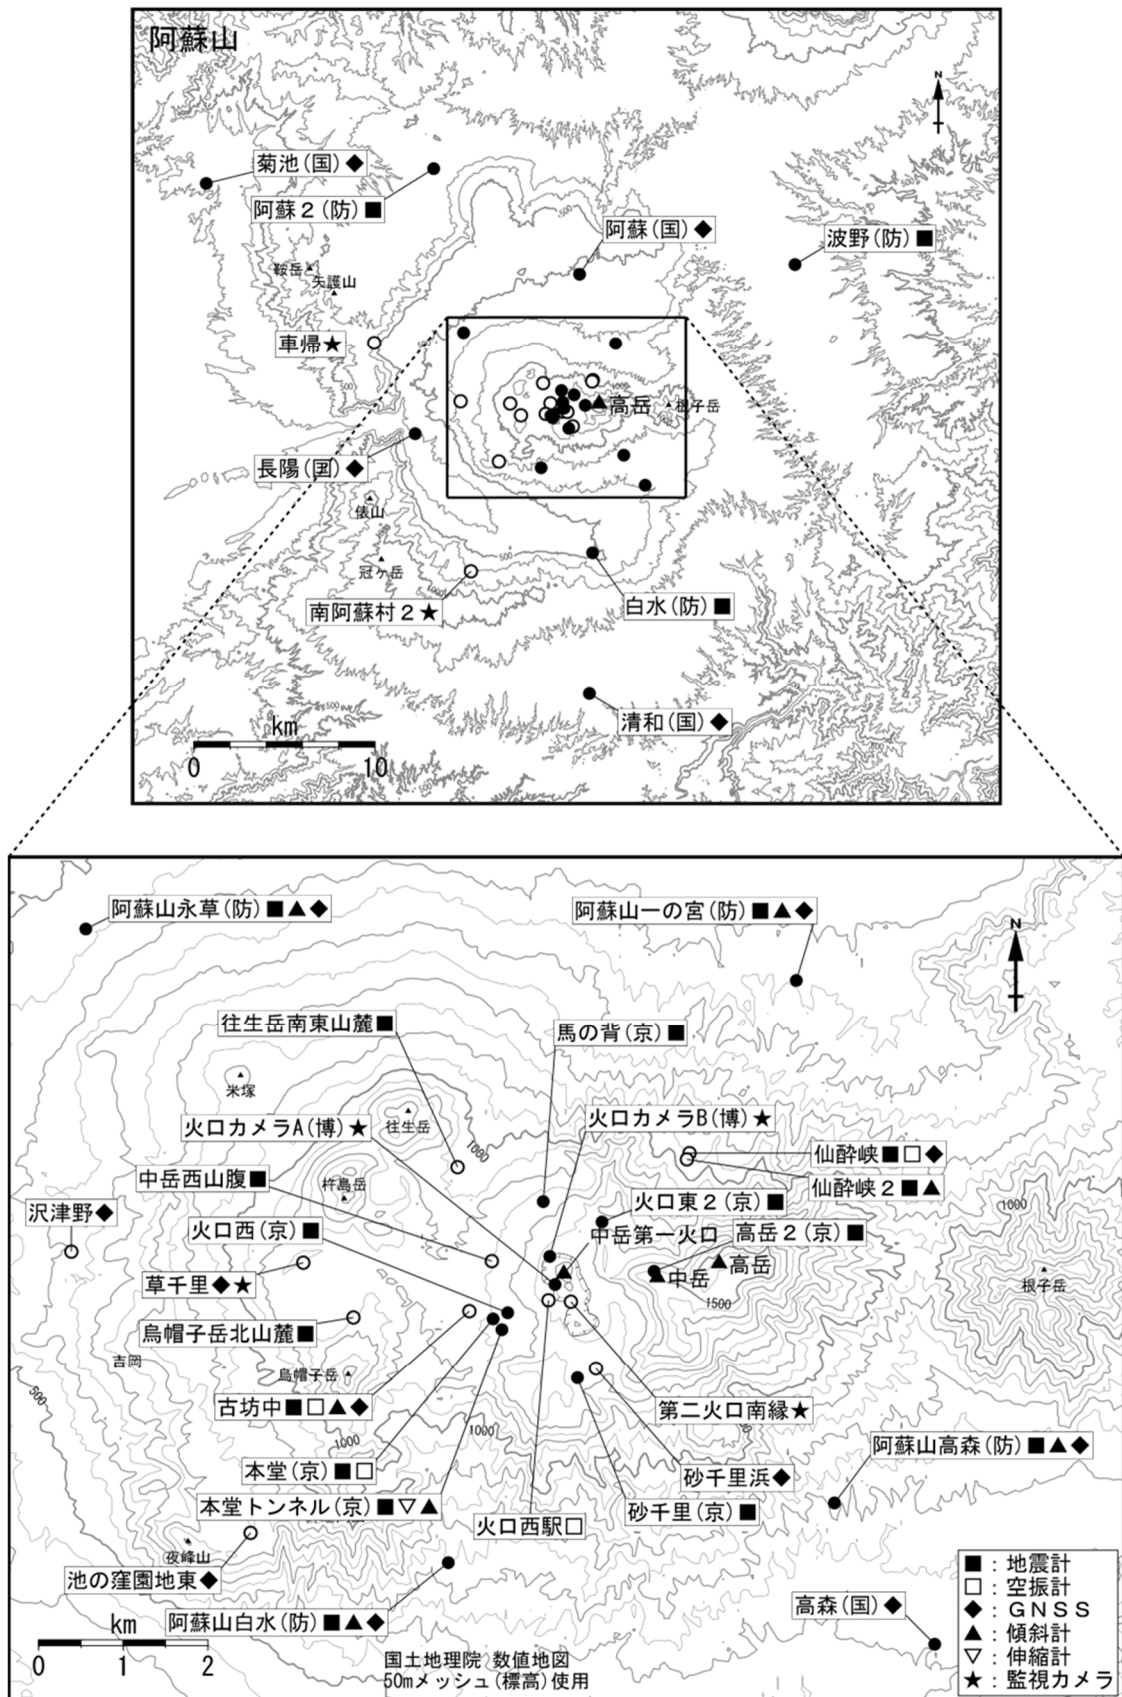 阿蘇山
N
菊池(国)◆
阿蘇2(防)■
阿蘇(国)◆
波野(防)■
鞍岳
矢護山
車帰★
500
500
1000
高岳
根子岳
長陽(国)◆
俵山
冠ヶ岳
500
1000
南阿蘇村2★
白水(防)■
清和(国)◆
500
500
km
0 10
阿蘇山永草(防)■▲◆
阿蘇山一の宮(防)■▲◆
N
往生岳南東山麓■
馬の背(京)■
米塚
火口カメラA(博)★
往生岳
火口カメラB(博)★
1000
仙酔峡■□◆
中岳西山腹■
杵島岳
仙酔峡2■▲
沢津野◆
火口東2(京)■
1000
火口西(京)■
中岳第一火口
高岳2(京)■
草千里◆★
中岳
高岳
根子岳
1500
烏帽子岳北山麓■
吉岡
烏帽子岳
500
古坊中■□▲◆
第二火口南縁★
1000
1000
阿蘇山高森(防)■▲◆
本堂(京)■□
砂千里浜◆
本堂トンネル(京)■▽▲
砂千里(京)■
火口西駅□
夜峰山
池の窪園地東◆
阿蘇山白水(防)■▲◆
高森(国)◆
km
0 1 2
国土地理院 数値地図
50mメッシュ(標高)使用
■：地震計
□：空振計
◆：GNSS
▲：傾斜計
▽：伸縮計
★：監視カメラ